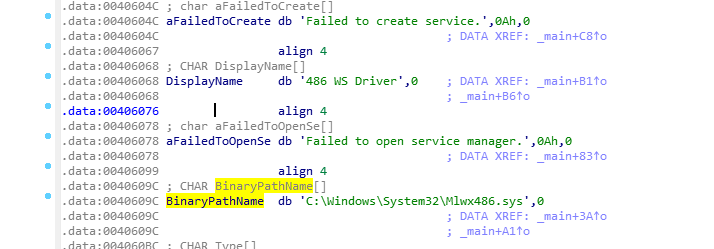 .data:0040604C ; char aFailedToCreate[]
.data:0040604C aFailedToCreate db 'Failed to create service.',0Ah,0
.data:0040604C ; DATA XREF: _main+C8↑o
.data:00406067 align 4
.data:00406068 ; CHAR DisplayName[]
.data:00406068 DisplayName db '486 WS Driver',0 ; DATA XREF: _main+B1↑o
.data:00406068 ; _main+B6↑o
.data:00406076 align 4
.data:00406078 ; char aFailedToOpenSe[]
.data:00406078 aFailedToOpenSe db 'Failed to open service manager.',0Ah,0
.data:00406078 ; DATA XREF: _main+83↑o
.data:00406099 align 4
.data:0040609C ; CHAR BinaryPathName[]
.data:0040609C BinaryPathName db 'C:\Windows\System32\Mlwx486.sys',0
.data:0040609C ; DATA XREF: _main+3A↑o
.data:0040609C ; _main+A1↑o
.data:004060BC ; CHAR Type[]